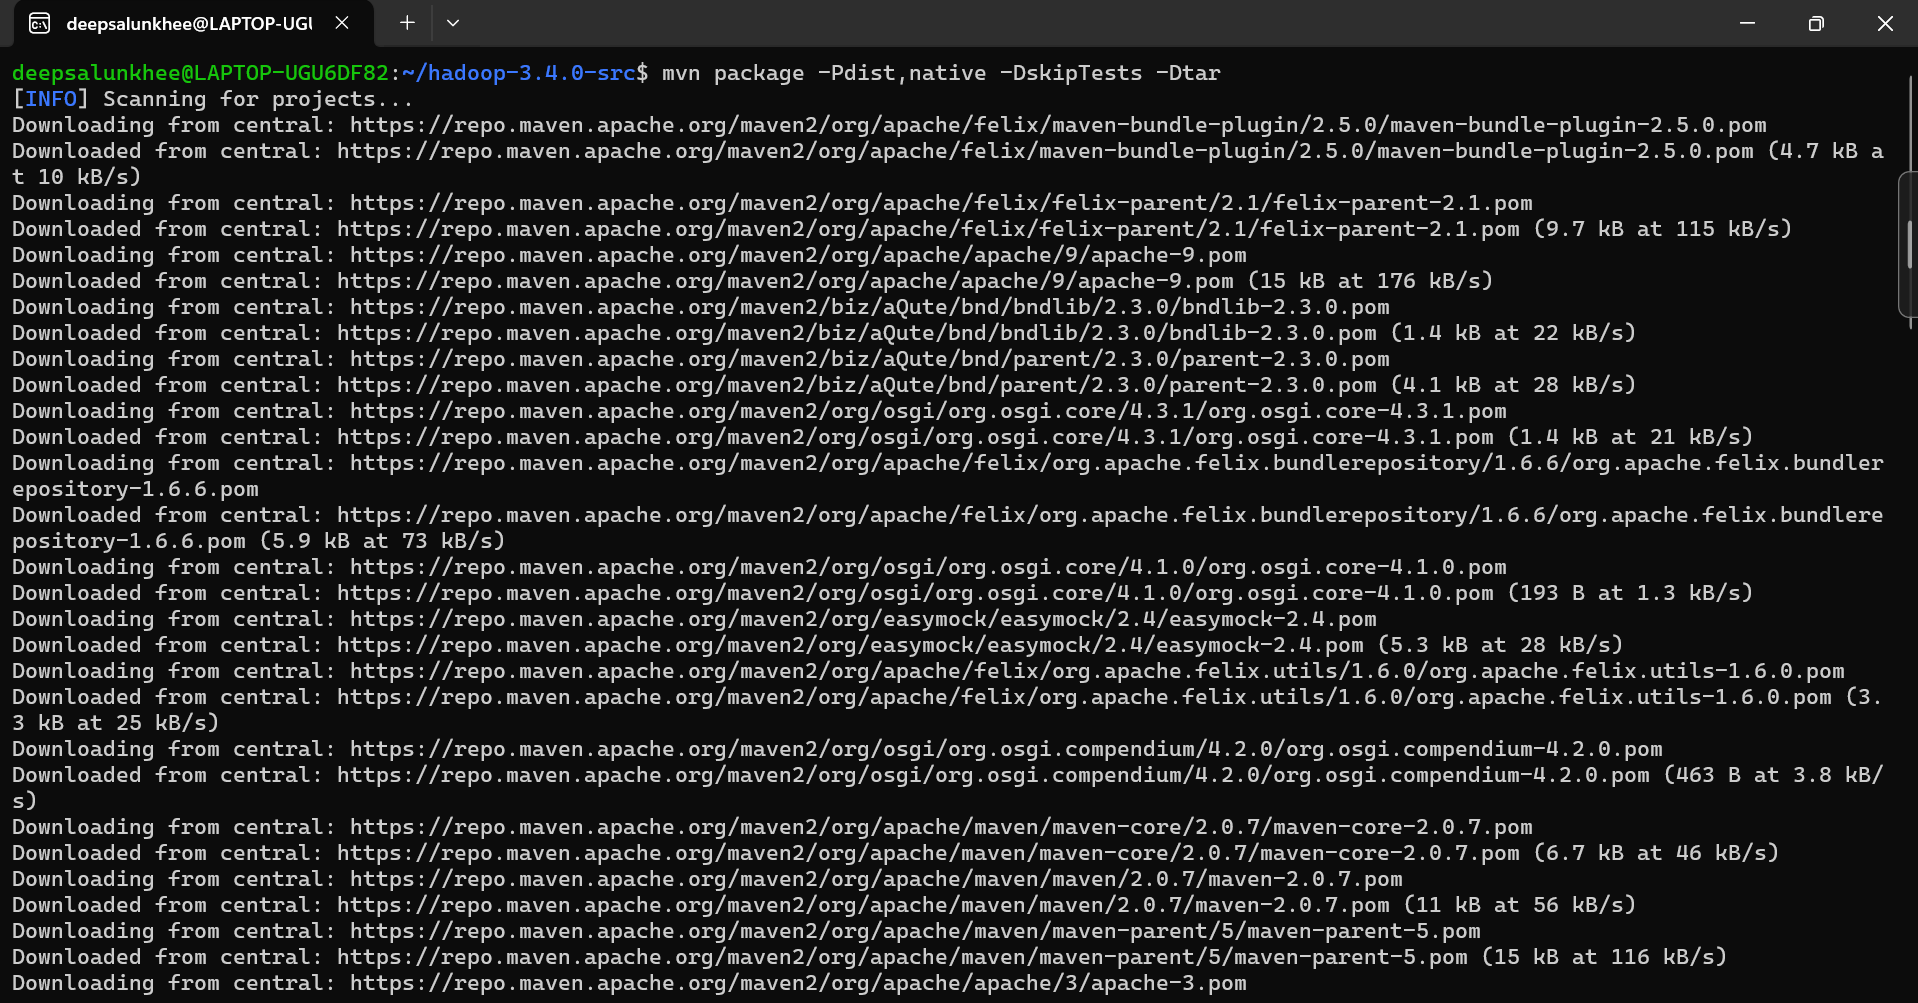 deepsalunkhee@LAPTOP-UGU
deepsalunkhee@LAPTOP-UGU6DF82:~/hadoop-3.4.0-src$ mvn package -Pdist,native -DskipTests -Dtar
[INFO] Scanning for projects...
Downloading from central: https://repo.maven.apache.org/maven2/org/apache/felix/maven-bundle-plugin/2.5.0/maven-bundle-plugin-2.5.0.pom
Downloaded from central: https://repo.maven.apache.org/maven2/org/apache/felix/maven-bundle-plugin/2.5.0/maven-bundle-plugin-2.5.0.pom (4.7 kB a
t 10 kB/s)
Downloading from central: https://repo.maven.apache.org/maven2/org/apache/felix/felix-parent/2.1/felix-parent-2.1.pom
Downloaded from central: https://repo.maven.apache.org/maven2/org/apache/felix/felix-parent/2.1/felix-parent-2.1.pom (9.7 kB at 115 kB/s)
Downloading from central: https://repo.maven.apache.org/maven2/org/apache/apache/9/apache-9.pom
Downloaded from central: https://repo.maven.apache.org/maven2/org/apache/apache/9/apache-9.pom (15 kB at 176 kB/s)
Downloading from central: https://repo.maven.apache.org/maven2/biz/aQute/bnd/bndlib/2.3.0/bndlib-2.3.0.pom
Downloaded from central: https://repo.maven.apache.org/maven2/biz/aQute/bnd/bndlib/2.3.0/bndlib-2.3.0.pom (1.4 kB at 22 kB/s)
Downloading from central: https://repo.maven.apache.org/maven2/biz/aQute/bnd/parent/2.3.0/parent-2.3.0.pom
Downloaded from central: https://repo.maven.apache.org/maven2/biz/aQute/bnd/parent/2.3.0/parent-2.3.0.pom (4.1 kB at 28 kB/s)
Downloading from central: https://repo.maven.apache.org/maven2/org/osgi/org.osgi.core/4.3.1/org.osgi.core-4.3.1.pom
Downloaded from central: https://repo.maven.apache.org/maven2/org/osgi/org.osgi.core/4.3.1/org.osgi.core-4.3.1.pom (1.4 kB at 21 kB/s)
Downloading from central: https://repo.maven.apache.org/maven2/org/apache/felix/org.apache.felix.bundlerepository/1.6.6/org.apache.felix.bundler
epository-1.6.6.pom
Downloaded from central: https://repo.maven.apache.org/maven2/org/apache/felix/org.apache.felix.bundlerepository/1.6.6/org.apache.felix.bundlere
pository-1.6.6.pom (5.9 kB at 73 kB/s)
Downloading from central: https://repo.maven.apache.org/maven2/org/osgi/org.osgi.core/4.1.0/org.osgi.core-4.1.0.pom
Downloaded from central: https://repo.maven.apache.org/maven2/org/osgi/org.osgi.core/4.1.0/org.osgi.core-4.1.0.pom (193 B at 1.3 kB/s)
Downloading from central: https://repo.maven.apache.org/maven2/org/easymock/easymock/2.4/easymock-2.4.pom
Downloaded from central: https://repo.maven.apache.org/maven2/org/easymock/easymock/2.4/easymock-2.4.pom (5.3 kB at 28 kB/s)
Downloading from central: https://repo.maven.apache.org/maven2/org/apache/felix/org.apache.felix.utils/1.6.0/org.apache.felix.utils-1.6.0.pom
Downloaded from central: https://repo.maven.apache.org/maven2/org/apache/felix/org.apache.felix.utils/1.6.0/org.apache.felix.utils-1.6.0.pom (3.
3 kB at 25 kB/s)
Downloading from central: https://repo.maven.apache.org/maven2/org/osgi/org.osgi.compendium/4.2.0/org.osgi.compendium-4.2.0.pom
Downloaded from central: https://repo.maven.apache.org/maven2/org/osgi/org.osgi.compendium/4.2.0/org.osgi.compendium-4.2.0.pom (463 B at 3.8 kB/
s)
Downloading from central: https://repo.maven.apache.org/maven2/org/apache/maven/maven-core/2.0.7/maven-core-2.0.7.pom
Downloaded from central: https://repo.maven.apache.org/maven2/org/apache/maven/maven-core/2.0.7/maven-core-2.0.7.pom (6.7 kB at 46 kB/s)
Downloading from central: https://repo.maven.apache.org/maven2/org/apache/maven/maven/2.0.7/maven-2.0.7.pom
Downloaded from central: https://repo.maven.apache.org/maven2/org/apache/maven/maven/2.0.7/maven-2.0.7.pom (11 kB at 56 kB/s)
Downloading from central: https://repo.maven.apache.org/maven2/org/apache/maven/maven-parent/5/maven-parent-5.pom
Downloaded from central: https://repo.maven.apache.org/maven2/org/apache/maven/maven-parent/5/maven-parent-5.pom (15 kB at 116 kB/s)
Downloading from central: https://repo.maven.apache.org/maven2/org/apache/apache/3/apache-3.pom